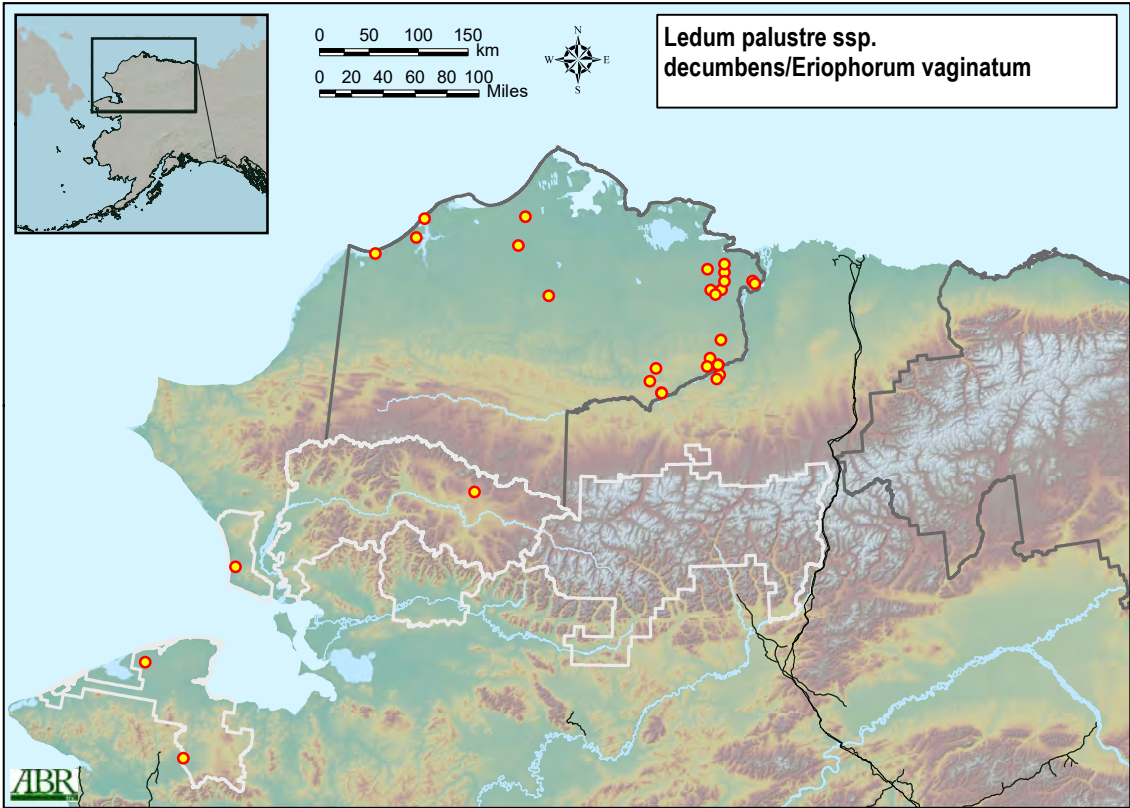 0 50 100 150
km
0 20 40 60 80 100
Miles
N
W E
S
Ledum palustre ssp.
decumbens/Eriophorum vaginatum
ABR